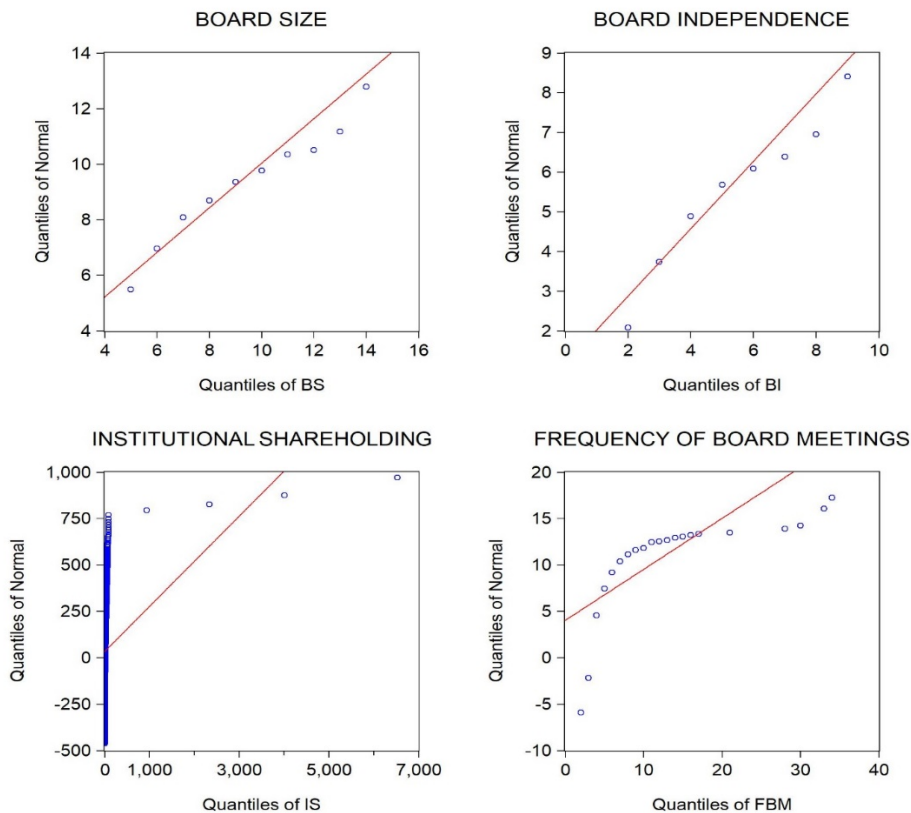 BOARD SIZE
14
12
10
8
6
4
Quantiles of Normal
4 6 8 10 12 14 16
Quantiles of BS
BOARD INDEPENDENCE
9
8
7
6
5
4
3
2
Quantiles of Normal
0 2 4 6 8 10
Quantiles of BI
INSTITUTIONAL SHAREHOLDING
1,000
750
500
250
0
-250
-500
Quantiles of Normal
0 1,000 3,000 5,000 7,000
Quantiles of IS
FREQUENCY OF BOARD MEETINGS
20
15
10
5
0
-5
-10
Quantiles of Normal
0 10 20 30 40
Quantiles of FBM